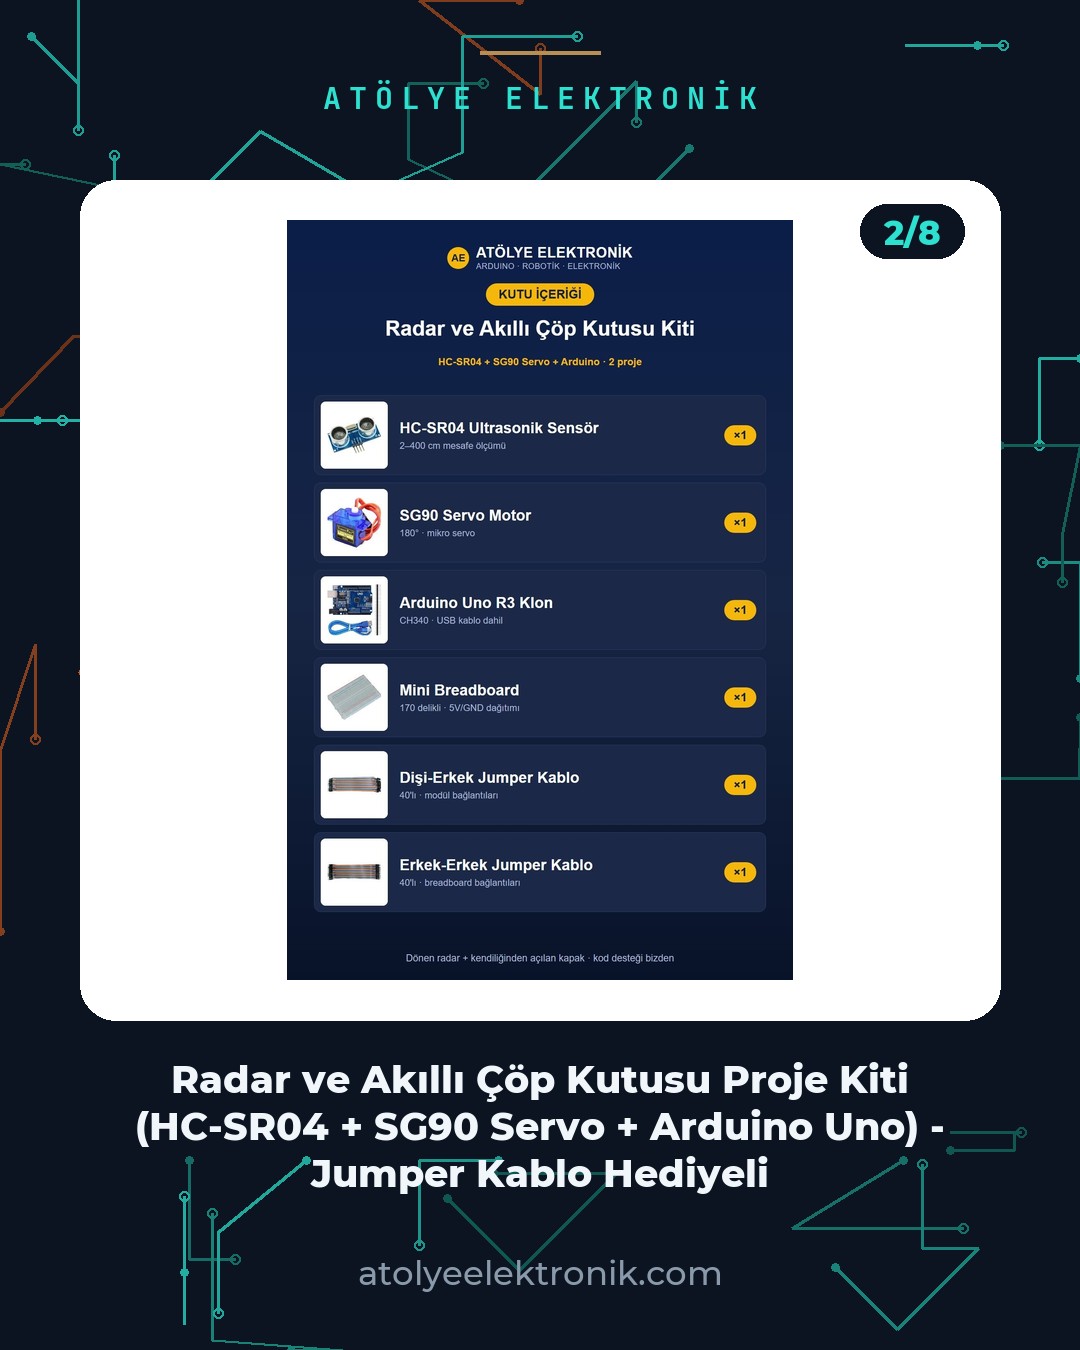 ATÖLYE ELEKTRONİK
2/8
AE
ATÖLYE ELEKTRONİK
ARDUINO · ROBOTİK · ELEKTRONİK
KUTU İÇERİĞİ
Radar ve Akıllı Çöp Kutusu Kiti
HC-SR04 + SG90 Servo + Arduino · 2 proje
HC-SR04 Ultrasonik Sensör
2–400 cm mesafe ölçümü
×1
SG90 Servo Motor
180° · mikro servo
×1
Arduino Uno R3 Klon
CH340 · USB kablo dahil
×1
Mini Breadboard
170 delikli · 5V/GND dağıtımı
×1
Dişi-Erkek Jumper Kablo
40'lı · modül bağlantıları
×1
Erkek-Erkek Jumper Kablo
40'lı · breadboard bağlantıları
×1
Dönen radar + kendiliğinden açılan kapak · kod desteği bizden
Radar ve Akıllı Çöp Kutusu Proje Kiti
(HC-SR04 + SG90 Servo + Arduino Uno) -
Jumper Kablo Hediyeli
atolyeelektronik.com